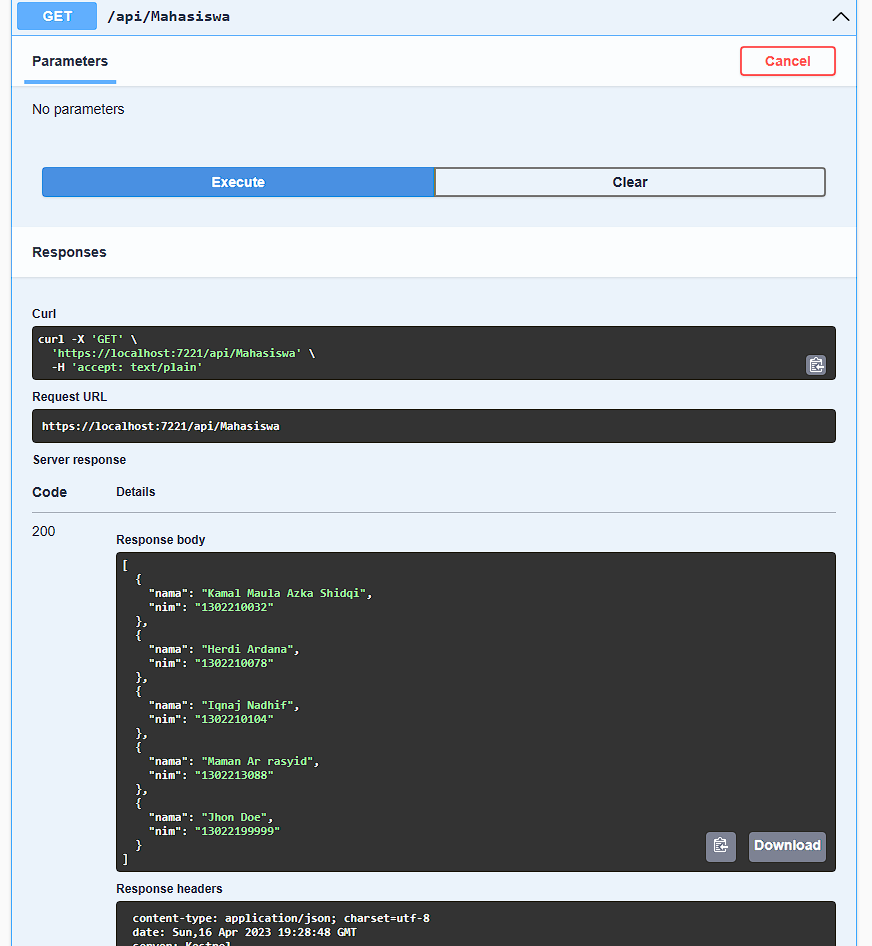 GET /api/Mahasiswa
Parameters
Cancel
No parameters
Execute
Clear
Responses
Curl
curl -X 'GET' \
  'https://localhost:7221/api/Mahasiswa' \
  -H 'accept: text/plain'
Request URL
https://localhost:7221/api/Mahasiswa
Server response
Code Details
200
Response body
[
  {
    "nama": "Kamal Maula Azka Shidqi",
    "nim": "1302210032"
  },
  {
    "nama": "Herdi Ardana",
    "nim": "1302210078"
  },
  {
    "nama": "Iqnaj Nadhif",
    "nim": "1302210104"
  },
  {
    "nama": "Maman Ar rasyid",
    "nim": "1302213088"
  },
  {
    "nama": "Jhon Doe",
    "nim": "13022199999"
  }
]
Download
Response headers
content-type: application/json; charset=utf-8
date: Sun,16 Apr 2023 19:28:48 GMT
server: Kestrel